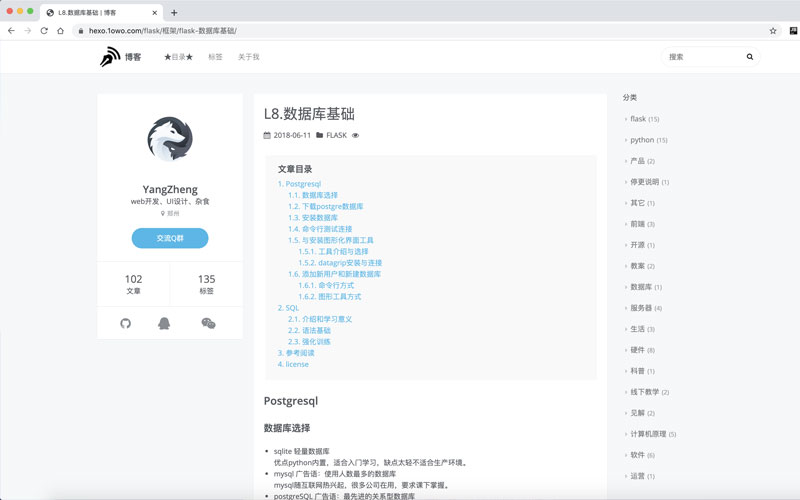 L8.数据库基础 | 博客
hexo.1owo.com/flask/框架/flask-数据库基础/
博客
★目录★
标签
关于我
搜索
YangZheng
web开发、UI设计、杂食
郑州
交流Q群
102
文章
135
标签
L8.数据库基础
2018-06-11 FLASK
文章目录
1. Postgresql
1.1. 数据库选择
1.2. 下载postgre数据库
1.3. 安装数据库
1.4. 命令行测试连接
1.5. 与安装图形化界面工具
1.5.1. 工具介绍与选择
1.5.2. datagrip安装与连接
1.6. 添加新用户和新建数据库
1.6.1. 命令行方式
1.6.2. 图形工具方式
2. SQL
2.1. 介绍和学习意义
2.2. 语法基础
2.3. 强化训练
3. 参考阅读
4. license
Postgresql
数据库选择
sqlite 轻量数据库
优点python内置，适合入门学习，缺点太轻不适合生产环境。
mysql 广告语：使用人数最多的数据库
mysql随互联网热兴起，很多公司在用，要求课下掌握。
postgreSQL 广告语：最先进的关系型数据库
分类
flask (15)
python (15)
产品 (2)
停更说明 (1)
其它 (1)
前端 (3)
开源 (1)
教案 (2)
数据库 (1)
服务器 (4)
生活 (3)
硬件 (8)
科普 (1)
线下教学 (2)
见解 (2)
计算机原理 (5)
软件 (6)
运营 (1)